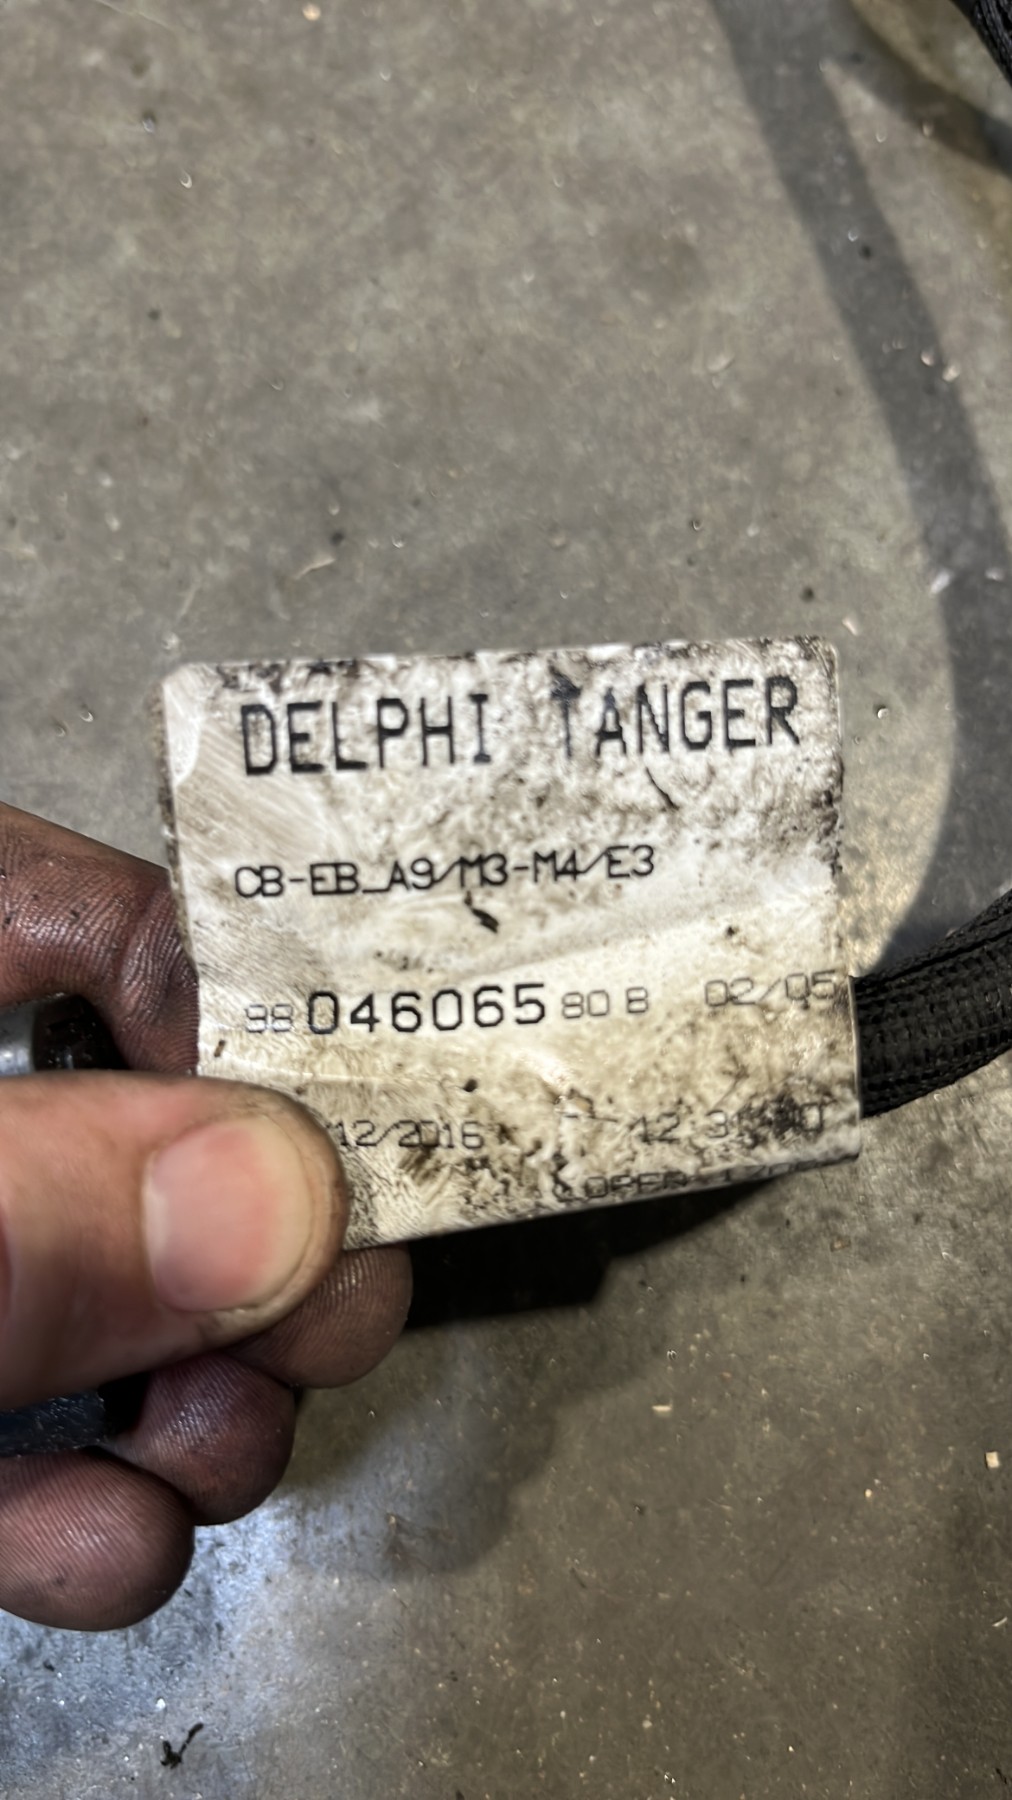 DELPHI TANGER
CB-EB_A9/M3-M4/E3
98 046065 80 B 02/05
12/2016